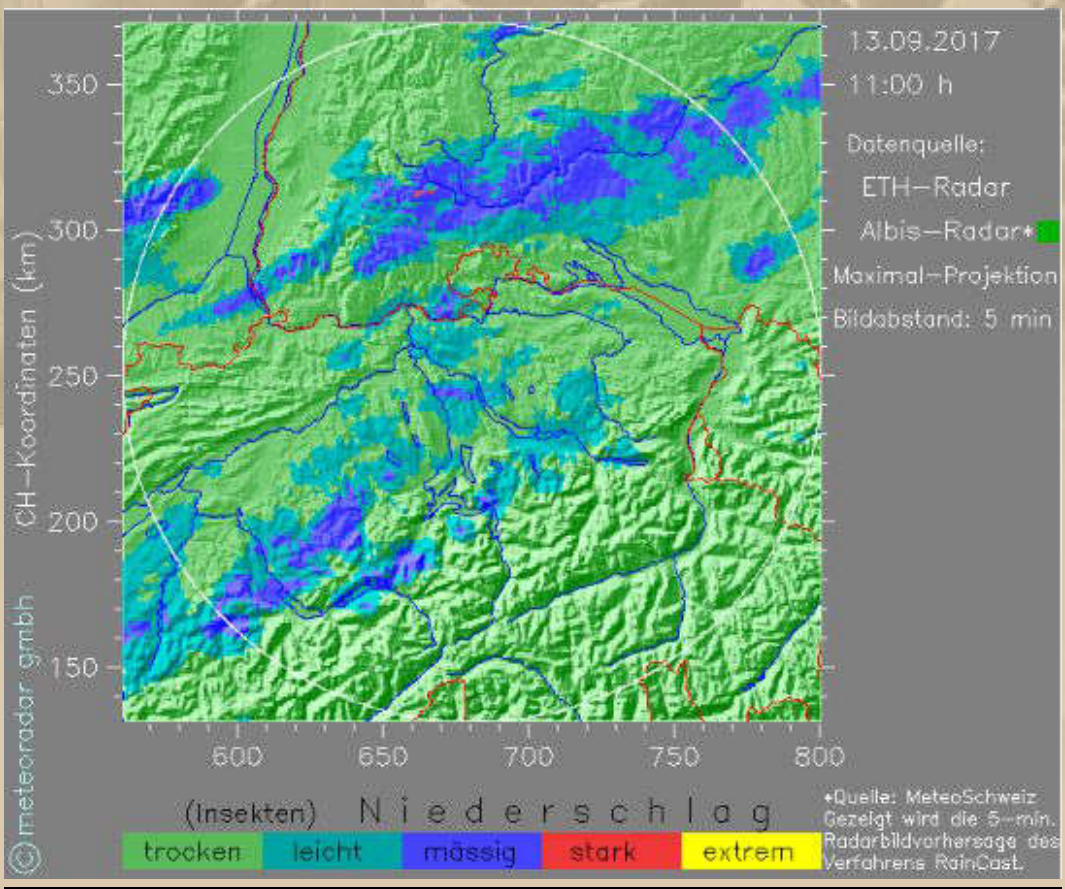 13.09.2017
11:00 h
Datenquelle:
ETH-Radar
Albis-Radar*
Maximal-Projektion
Bildabstand: 5 min
CH-Koordinaten (km)
350
300
250
200
150
600 650 700 750 800
©meteoradar gmbh
(Insekten) Niederschlag
trocken leicht mässig stark extrem
*Quelle: MeteoSchweiz
Gezeigt wird die 5-min.
Radarbildvorhersage des
Verfahrens RainCast.